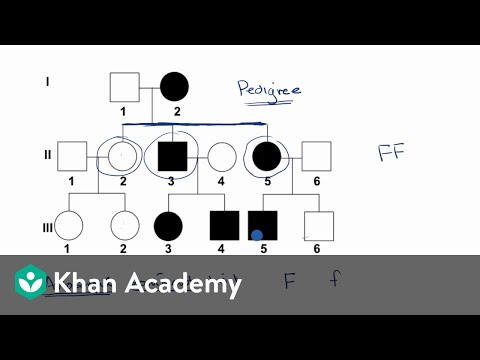 I
1 2
Pedigree
II
1 2 3 4 5 6
FF
III
1 2 3 4 5 6
F f
Khan Academy